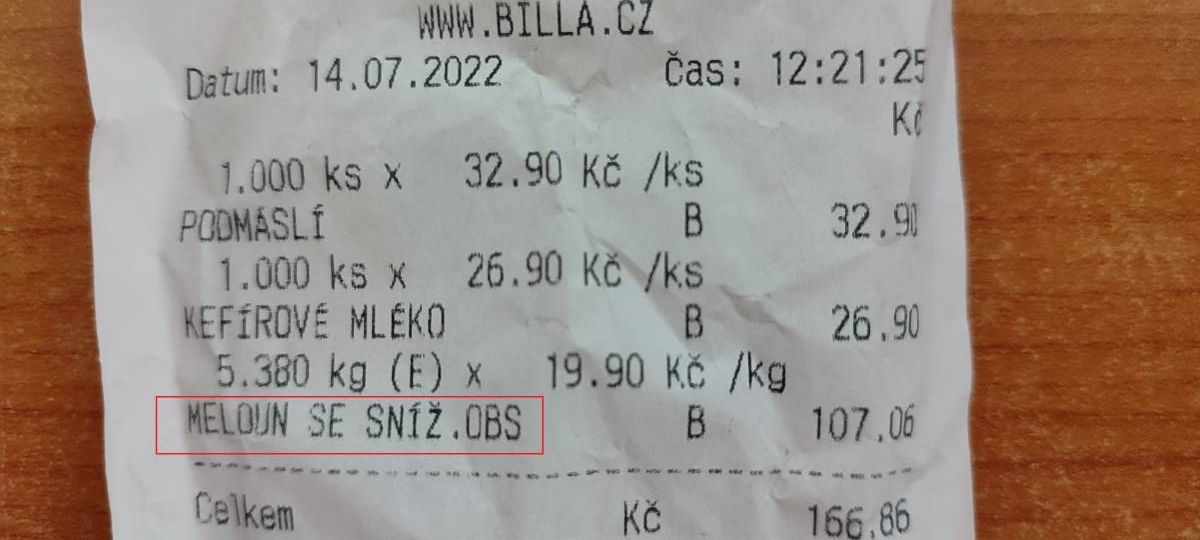 WWW.BILLA.CZ
Datum: 14.07.2022 Čas: 12:21:25
Kč
1.000 ks x 32.90 Kč /ks
PODMÁSLÍ B 32.90
1.000 ks x 26.90 Kč /ks
KEFÍROVÉ MLÉKO B 26.90
5.380 kg (E) x 19.90 Kč /kg
MELOUN SE SNÍŽ.OBS B 107.06
Celkem Kč 166.86